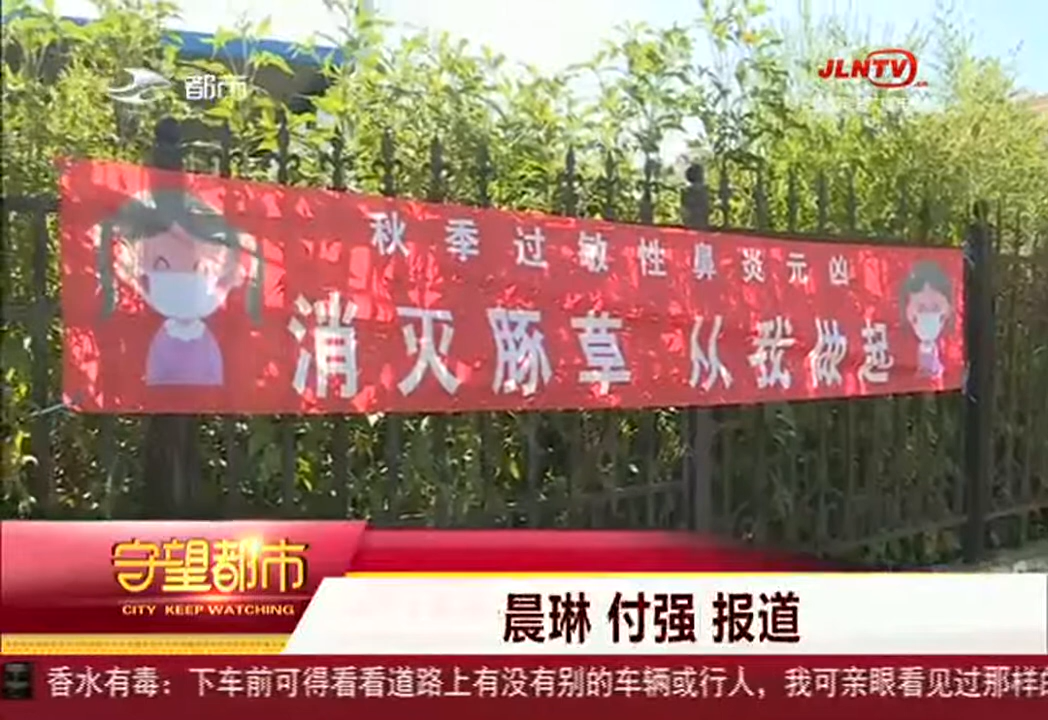 都市
JLNTV
秋季过敏性鼻炎元凶
消灭豚草 从我做起
守望都市
CITY KEEP WATCHING
晨琳 付强 报道
香水有毒：下车前可得看看道路上有没有别的车辆或行人，我可亲眼看见过那样的